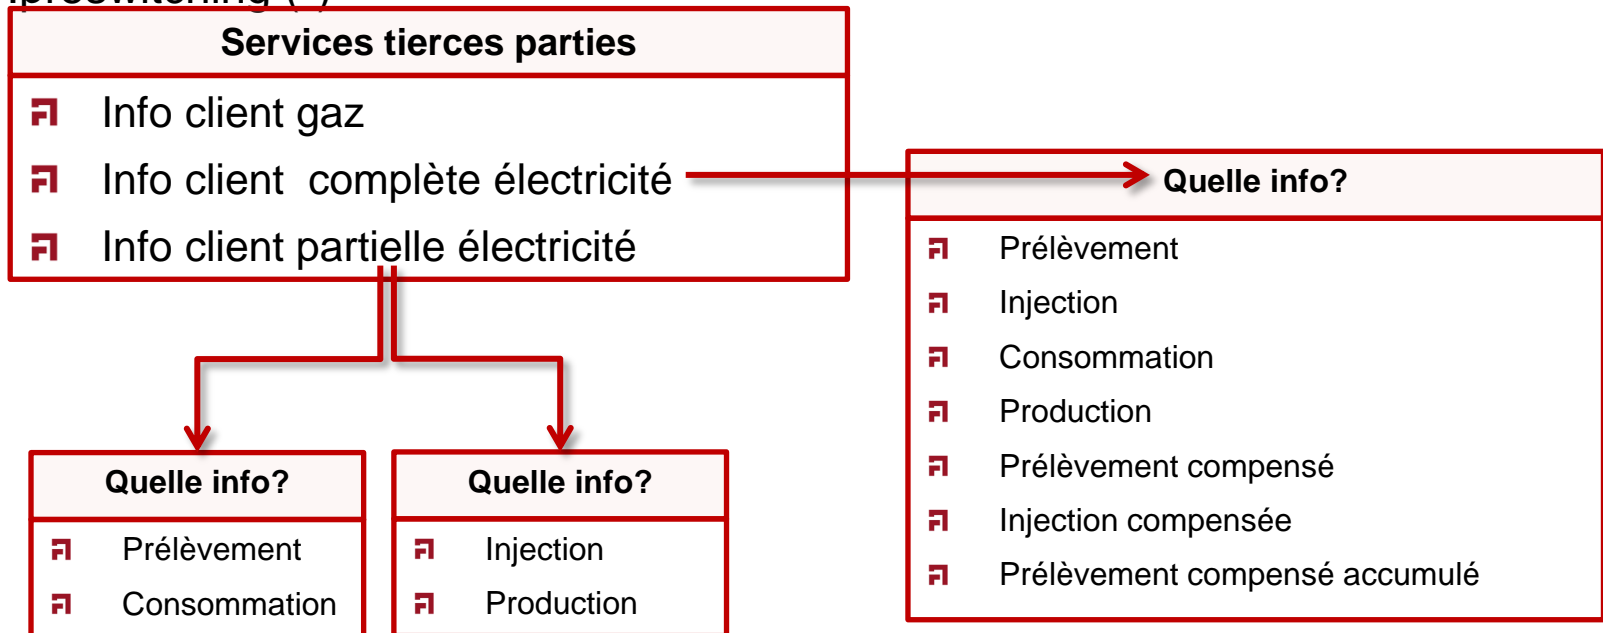 Services tierces parties
Info client gaz
Info client complète électricité
Info client partielle électricité
Quelle info?
Prélèvement
Injection
Consommation
Production
Prélèvement compensé
Injection compensée
Prélèvement compensé accumulé
Quelle info?
Prélèvement
Consommation
Quelle info?
Injection
Production